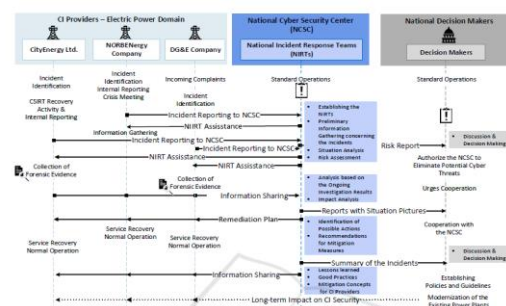 CI Providers – Electric Power Domain
National Cyber Security Center
(NCSC)
National Decision Makers
CityEnergy Ltd.
NORBENergy
Company
DG&E Company
National Incident Response Teams
(NIRTs)
Decision Makers
Incident
Identification
Incident
Identification
Internal Reporting
Crisis Meeting
Incoming Complaints
Standard Operations
Standard Operations
CSIRT Recovery
Activity &
Internal Reporting
Incident
Identification
Incident Reporting to NCSC
NIRT Assisstance
Information Gathering
Incident Reporting to NCSC
Incident Reporting to NCSC
NIRT Assisstance
NIRT Assisstance
• Establishing the
NIRTs
• Preliminary
Information
Gathering concerning
the Incidents
• Situation Analysis
• Risk Assessment
Risk Report
• Discussion &
Decision Making
Authorize the NCSC to
Eliminate Potential Cyber
Threats
Collection of
Forensic Evidence
Collection of
Forensic Evidence
Information Sharing
• Analysis based on
the Ongoing
Investigation Results
• Impact Analysis
Urges Cooperation
Reports with Situation Pictures
Remediation Plan
• Identification of
Possible Actions
• Recommendations
for Mitigation
Measures
Cooperation with
the NCSC
Service Recovery
Normal Operation
Service Recovery
Normal Operation
Service Recovery
Normal Operation
Summary of the Incidents
• Discussion &
Decision Making
Information Sharing
• Lessons learned
• Good Practices
• Mitigation Concepts
for CI Providers
Establishing
Policies and Guidelines
Long-term Impact on CI Security
Modernization of the
Existing Power Plants